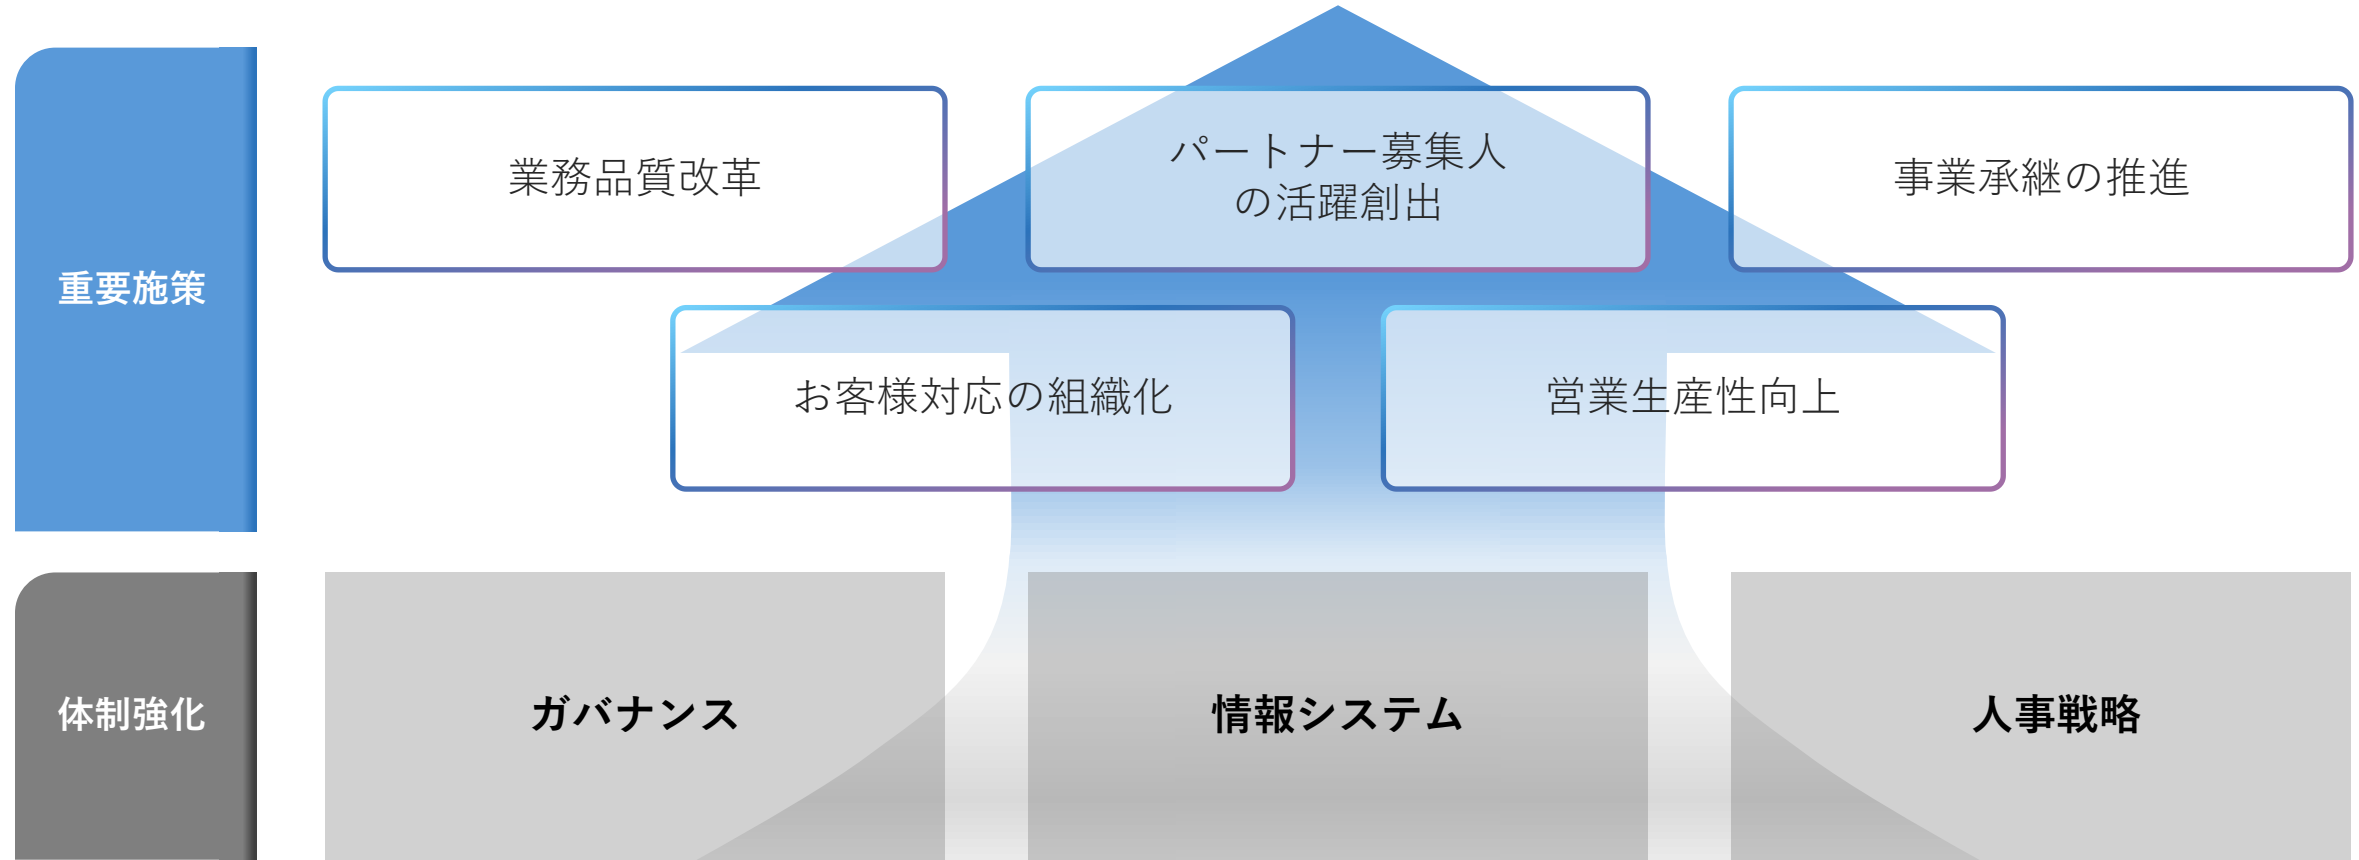 重要施策
業務品質改革
パートナー募集人
の活躍創出
事業承継の推進
お客様対応の組織化
営業生産性向上
体制強化
ガバナンス
情報システム
人事戦略